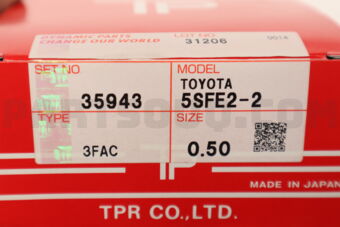 DYNAMIC PARTS
CHANGE OUR WORLD
LOT NO
31206
0014
SET NO
35943
MODEL
TOYOTA
5SFE2-2
TYPE
3FAC
SIZE
0.50
MADE IN JAPAN
TPR CO.,LTD.